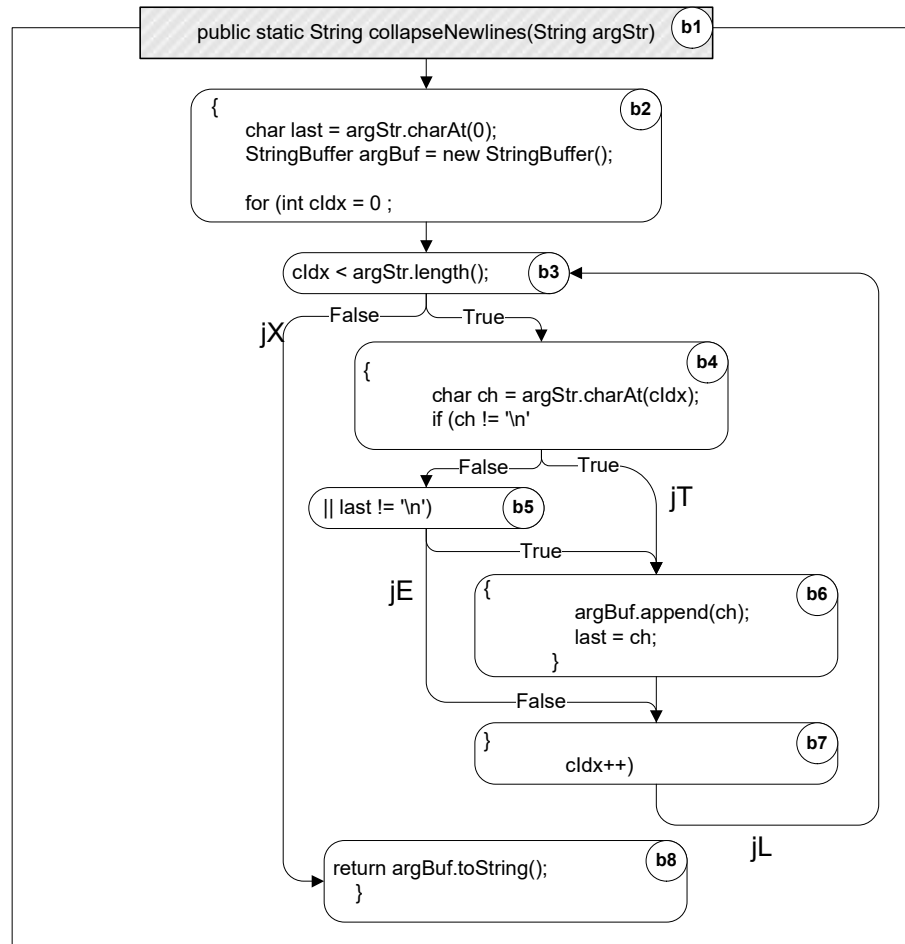 public static String collapseNewlines(String argStr)
b1
{
b2
char last = argStr.charAt(0);
StringBuffer argBuf = new StringBuffer();
for (int cIdx = 0 ;
cIdx < argStr.length();
b3
False
True
jX
b4
{
char ch = argStr.charAt(cIdx);
if (ch != '\n'
False
True
|| last != '\n')
b5
jT
True
jE
{
b6
argBuf.append(ch);
last = ch;
}
False
}
b7
cIdx++)
jL
b8
return argBuf.toString();
}